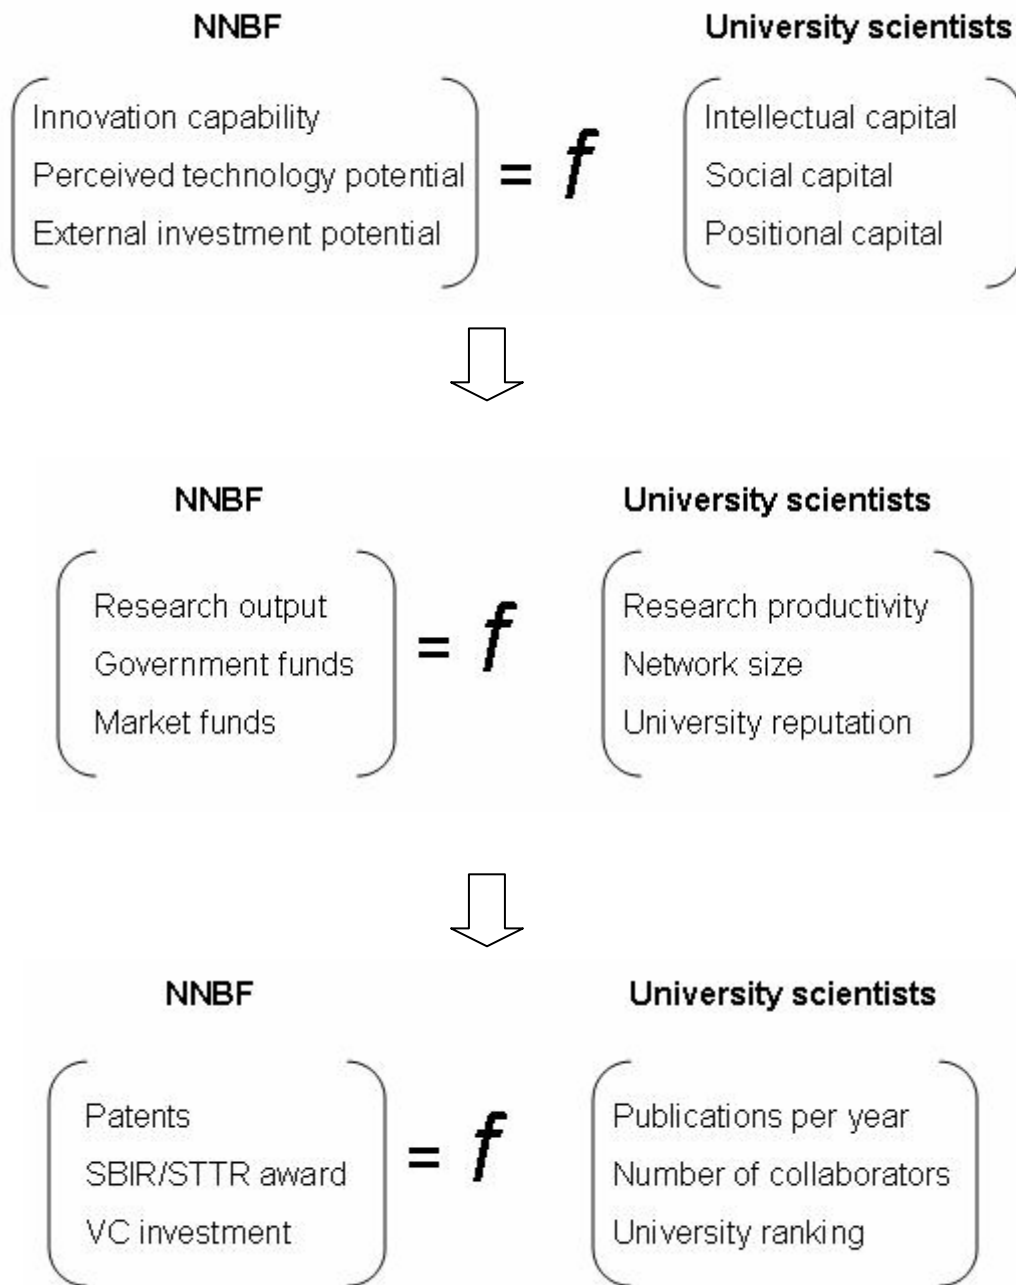 NNBF University scientists
Innovation capability Intellectual capital
Perceived technology potential = f Social capital
External investment potential Positional capital
NNBF University scientists
Research output Research productivity
Government funds = f Network size
Market funds University reputation
NNBF University scientists
Patents Publications per year
SBIR/STTR award = f Number of collaborators
VC investment University ranking